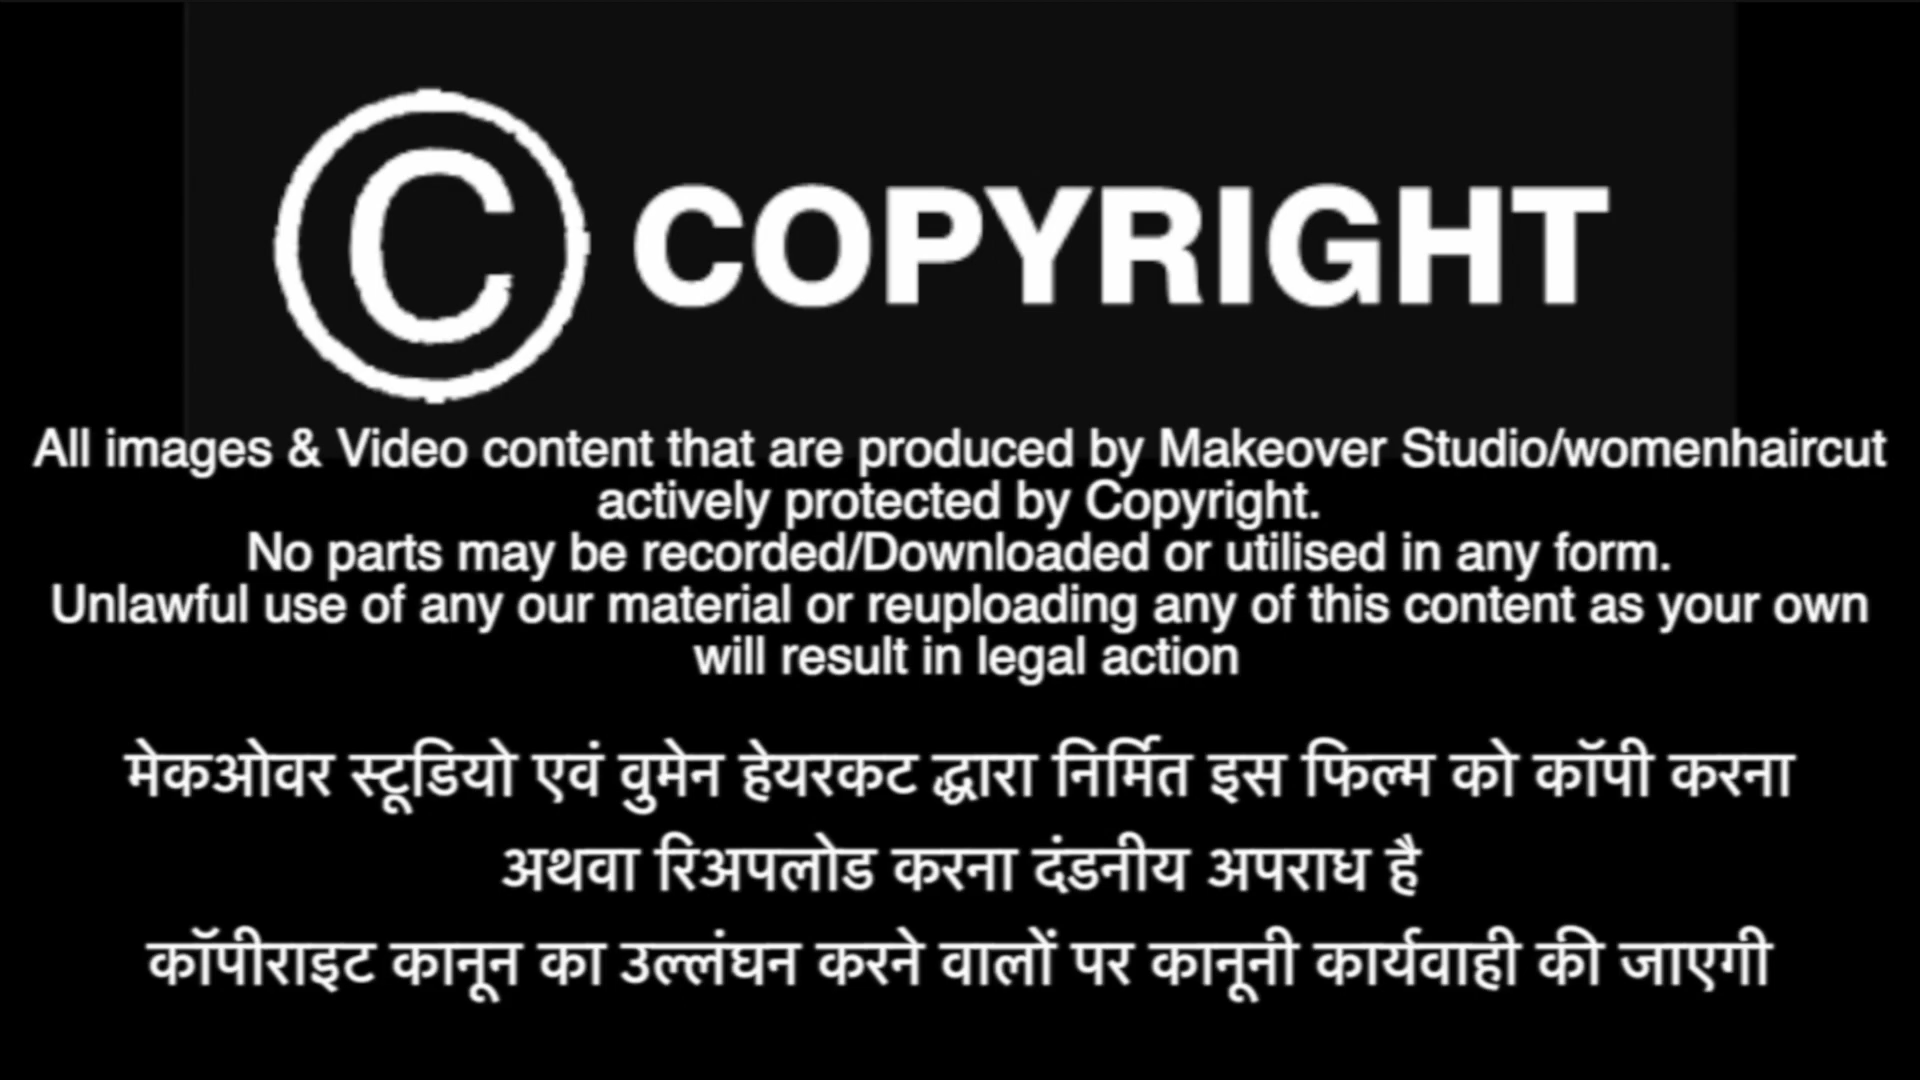 © COPYRIGHT
All images & Video content that are produced by Makeover Studio/womenhaircut
actively protected by Copyright.
No parts may be recorded/Downloaded or utilised in any form.
Unlawful use of any our material or reuploading any of this content as your own
will result in legal action
मेकओवर स्टूडियो एवं वुमेन हेयरकट द्वारा निर्मित इस फिल्म को कॉपी करना
अथवा रिअपलोड करना दंडनीय अपराध है
कॉपीराइट कानून का उल्लंघन करने वालों पर कानूनी कार्यवाही की जाएगी